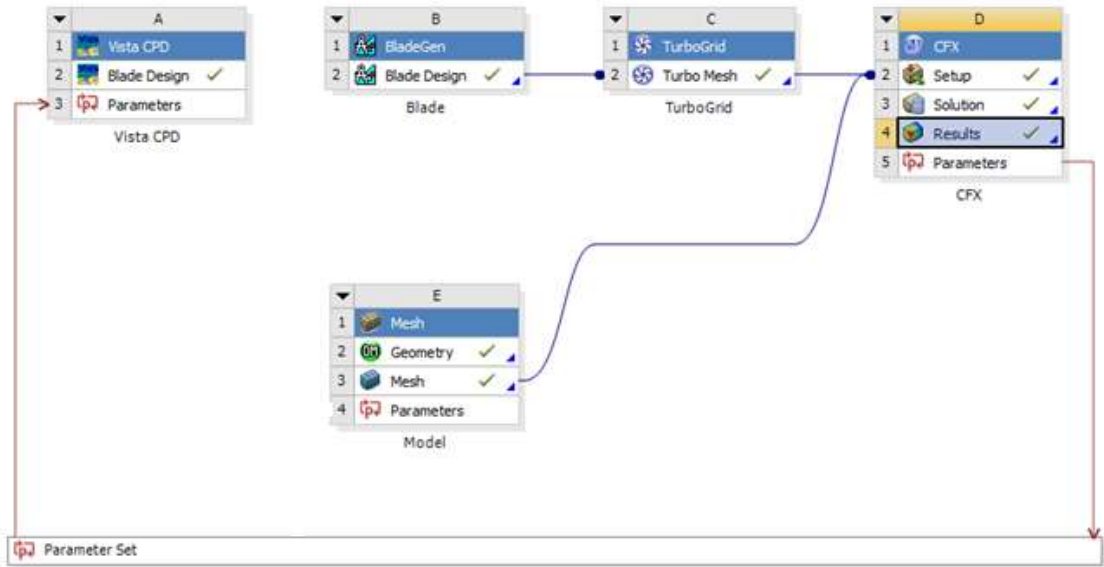 A
1 Vista CPD
2 Blade Design
3 Parameters
Vista CPD
B
1 BladeGen
2 Blade Design
Blade
C
1 TurboGrid
2 Turbo Mesh
TurboGrid
D
1 CFX
2 Setup
3 Solution
4 Results
5 Parameters
CFX
E
1 Mesh
2 Geometry
3 Mesh
4 Parameters
Model
Parameter Set